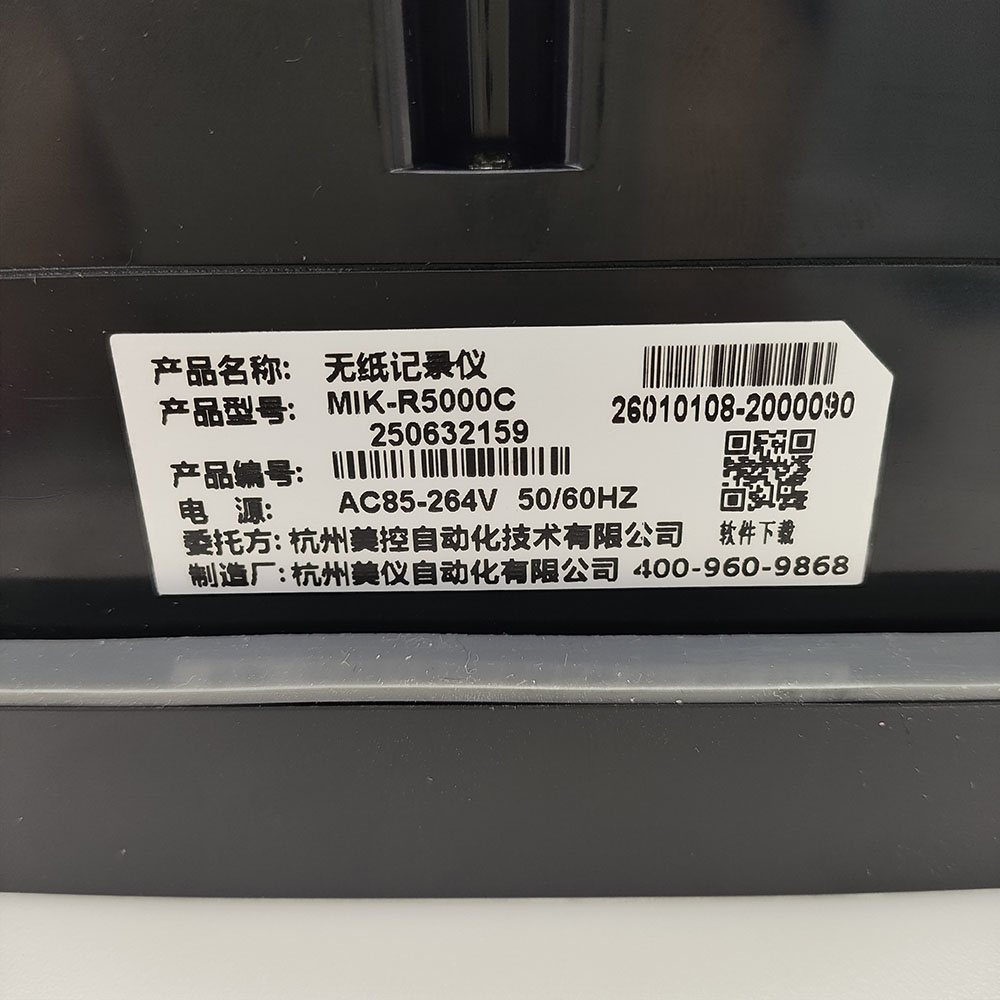 产品名称: 无纸记录仪
产品型号: MIK-R5000C
26010108-2000090
250632159
产品编号:
电 源: AC85-264V 50/60HZ
软件下载
委托方: 杭州美控自动化技术有限公司
制造厂: 杭州美仪自动化有限公司 400-960-9868